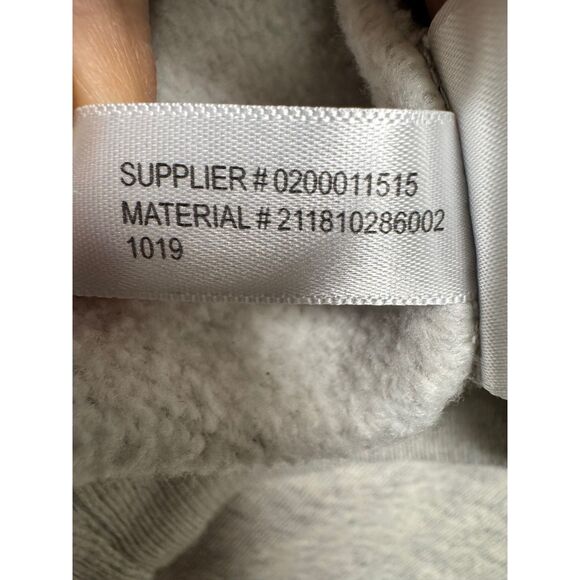 SUPPLIER # 0200011515
MATERIAL # 211810286002
1019